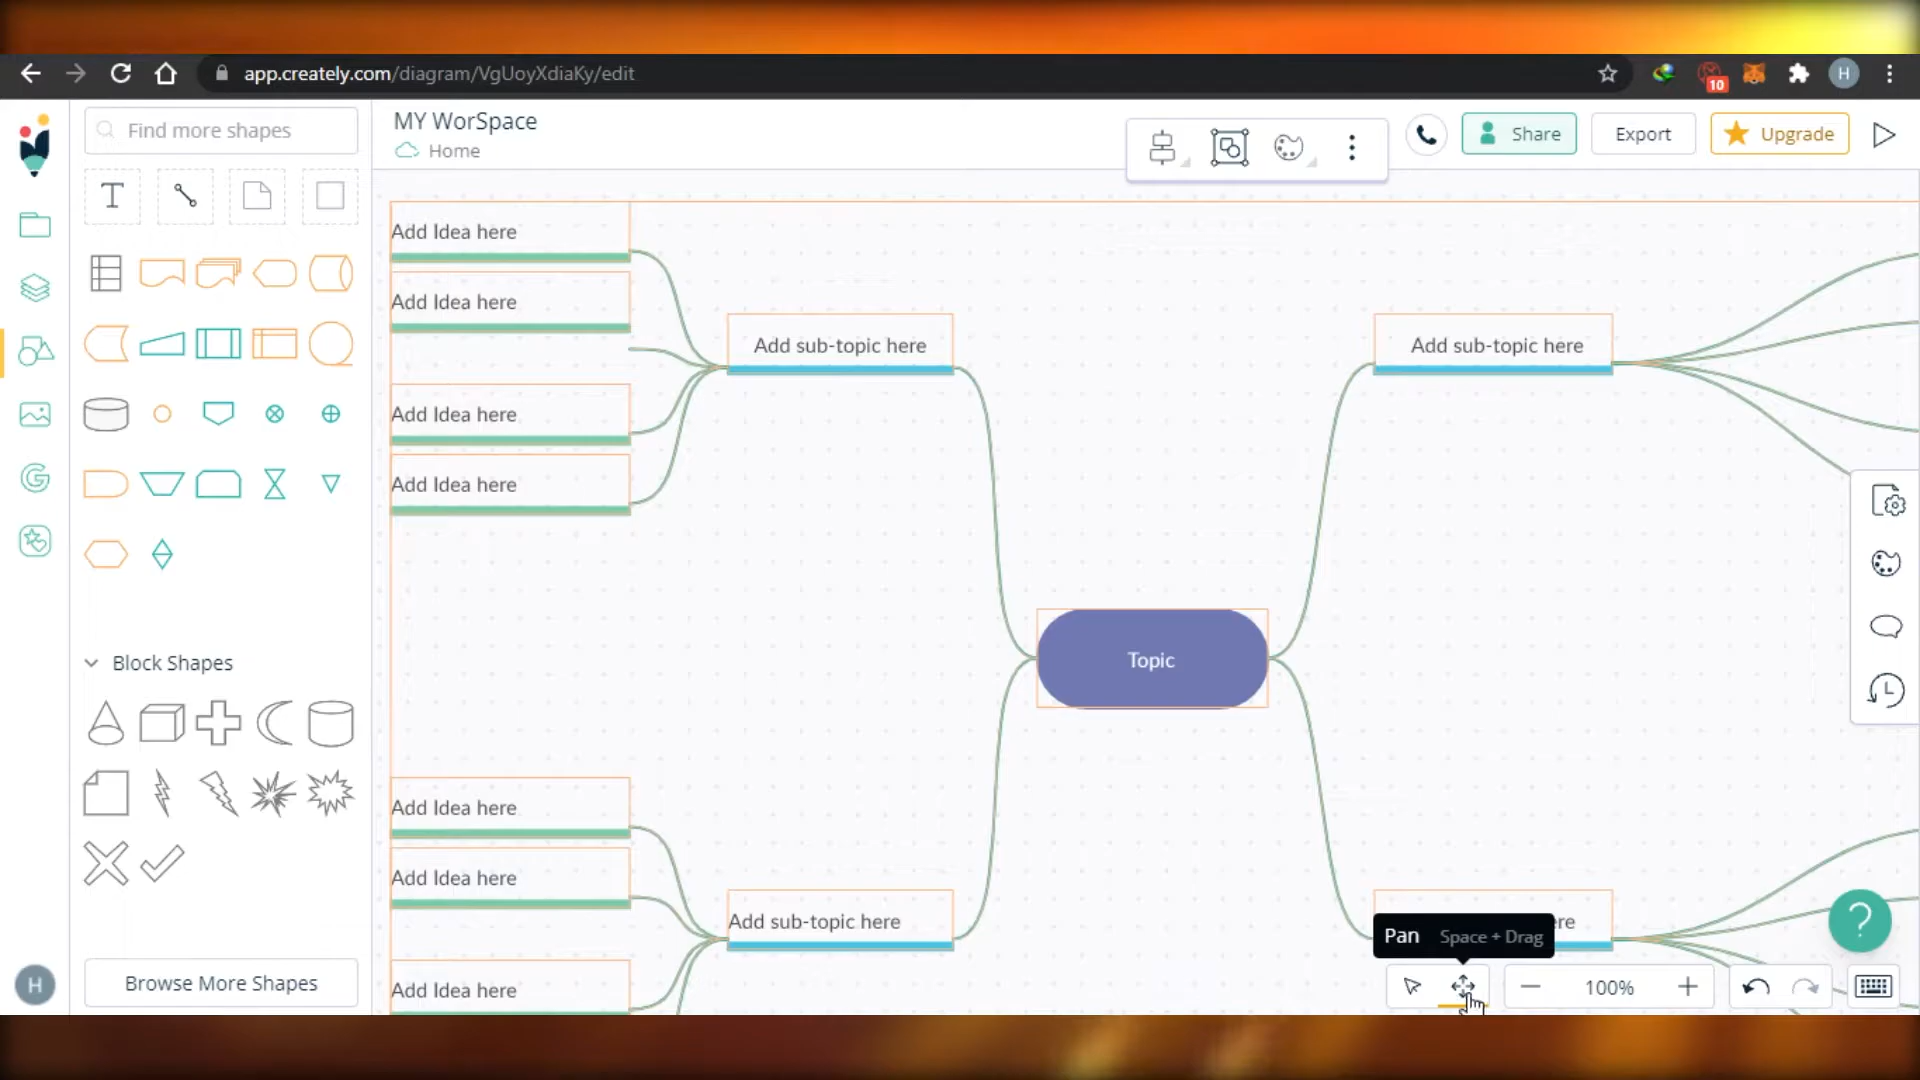 app.creately.com/diagram/VgUoyXdiaKy/edit
10
H
Find more shapes
MY WorSpace
Home
Share
Export
Upgrade
T
Add Idea here
Add Idea here
Add sub-topic here
Add sub-topic here
Add Idea here
Add Idea here
Topic
Block Shapes
Add Idea here
Add Idea here
Add sub-topic here
ere
Pan Space + Drag
?
Add Idea here
H
Browse More Shapes
100%